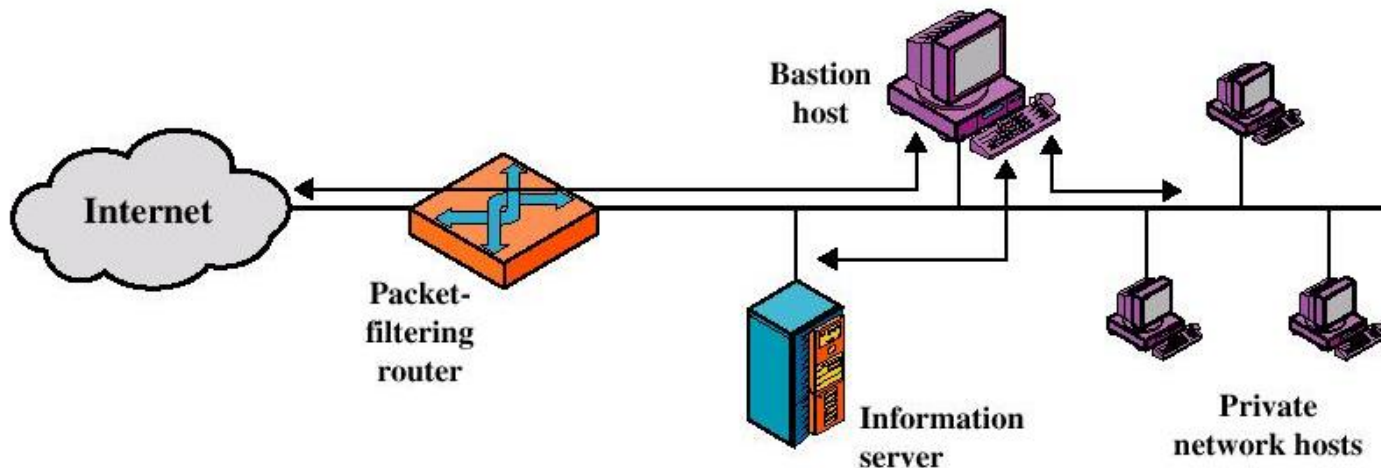 Bastion
host
Internet
Packet-
filtering
router
Information
server
Private
network hosts